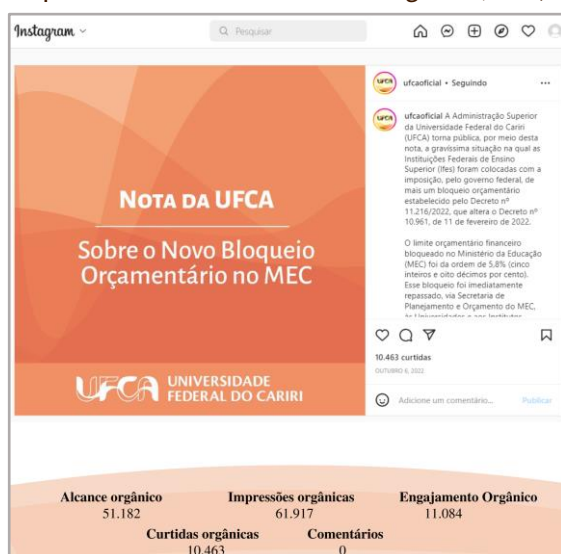 Instagram
Pesquisar
NOTA DA UFCA
Sobre o Novo Bloqueio
Orçamentário no MEC
UFCA UNIVERSIDADE
FEDERAL DO CARIRI
ufcaoficial • Seguindo
ufcaoficial A Administração Superior
da Universidade Federal do Cariri
(UFCA) torna pública, por meio desta
nota, a gravíssima situação na qual as
Instituições Federais de Ensino
Superior (Ifes) foram colocadas com a
imposição, pelo governo federal, de
mais um bloqueio orçamentário
estabelecido pelo Decreto nº
11.216/2022, que altera o Decreto nº
10.961, de 11 de fevereiro de 2022.
O limite orçamentário financeiro
bloqueado no Ministério da Educação
(MEC) foi da ordem de 5,8% (cinco
inteiros e oito décimos por cento).
Esse bloqueio foi imediatamente
repassado, via Secretaria de
Planejamento e Orçamento do MEC,
às Universidades e aos Institutos
10.463 curtidas
OUTUBRO 6, 2022
Adicione um comentário... Publicar
Alcance orgânico Impressões orgânicas Engajamento Orgânico
51.182 61.917 11.084
Curtidas orgânicas Comentários
10.463 0